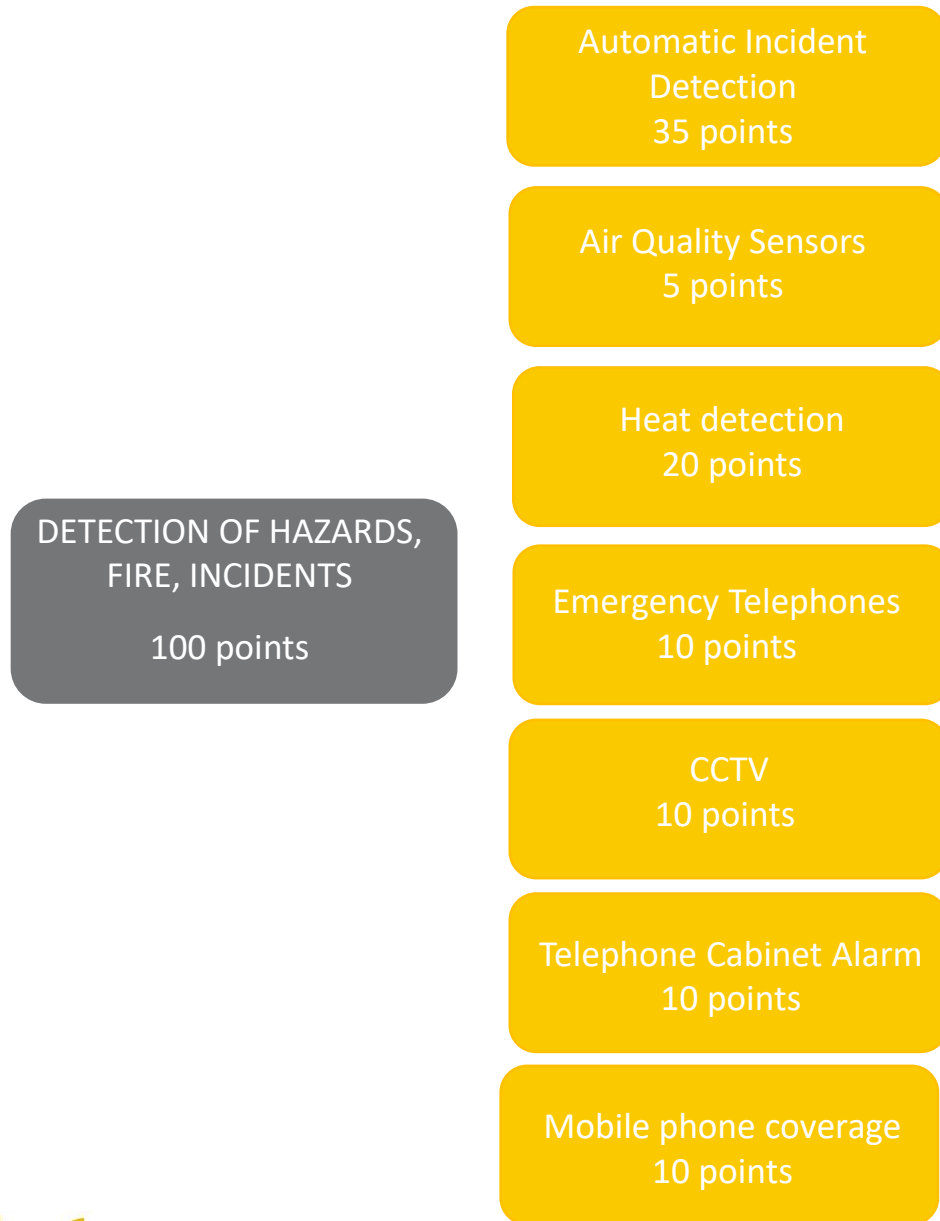 Automatic Incident
Detection
35 points
Air Quality Sensors
5 points
Heat detection
20 points
DETECTION OF HAZARDS,
FIRE, INCIDENTS
100 points
Emergency Telephones
10 points
CCTV
10 points
Telephone Cabinet Alarm
10 points
Mobile phone coverage
10 points